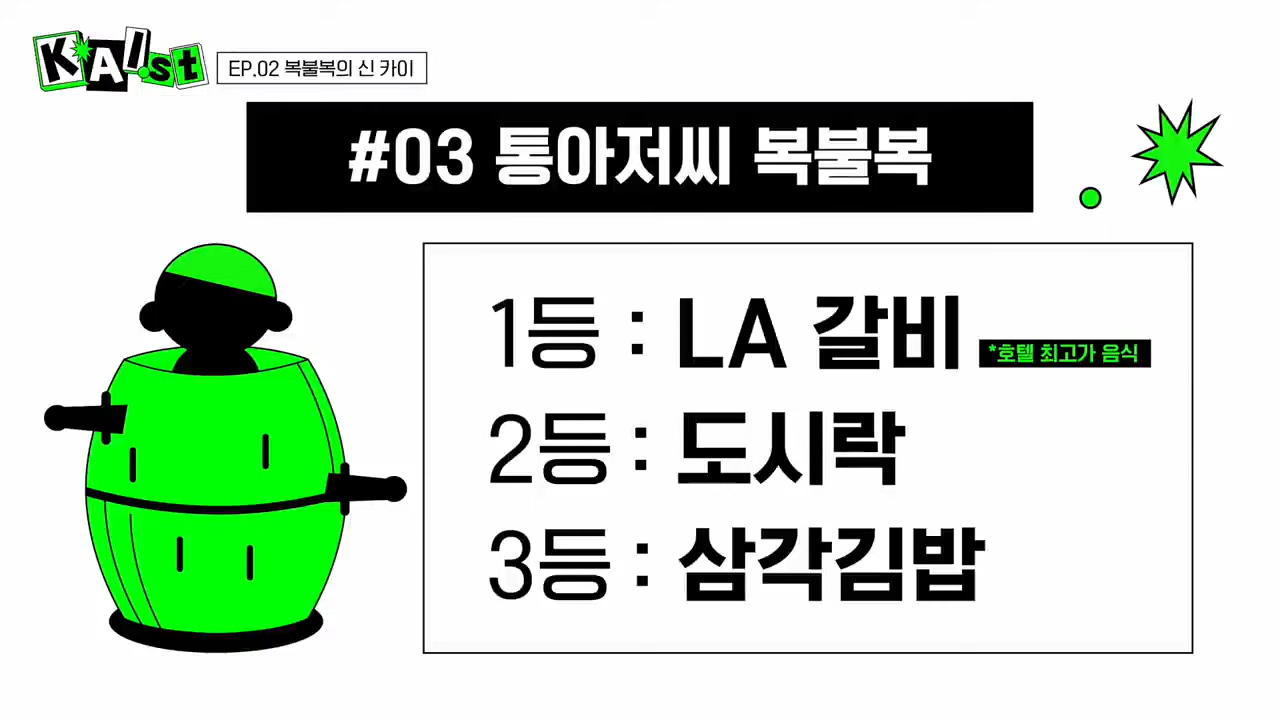 KAI.st
EP.02 복불복의 신 카이
#03 통아저씨 복불복
1등 : LA 갈비 *호텔 최고가 음식
2등 : 도시락
3등 : 삼각김밥